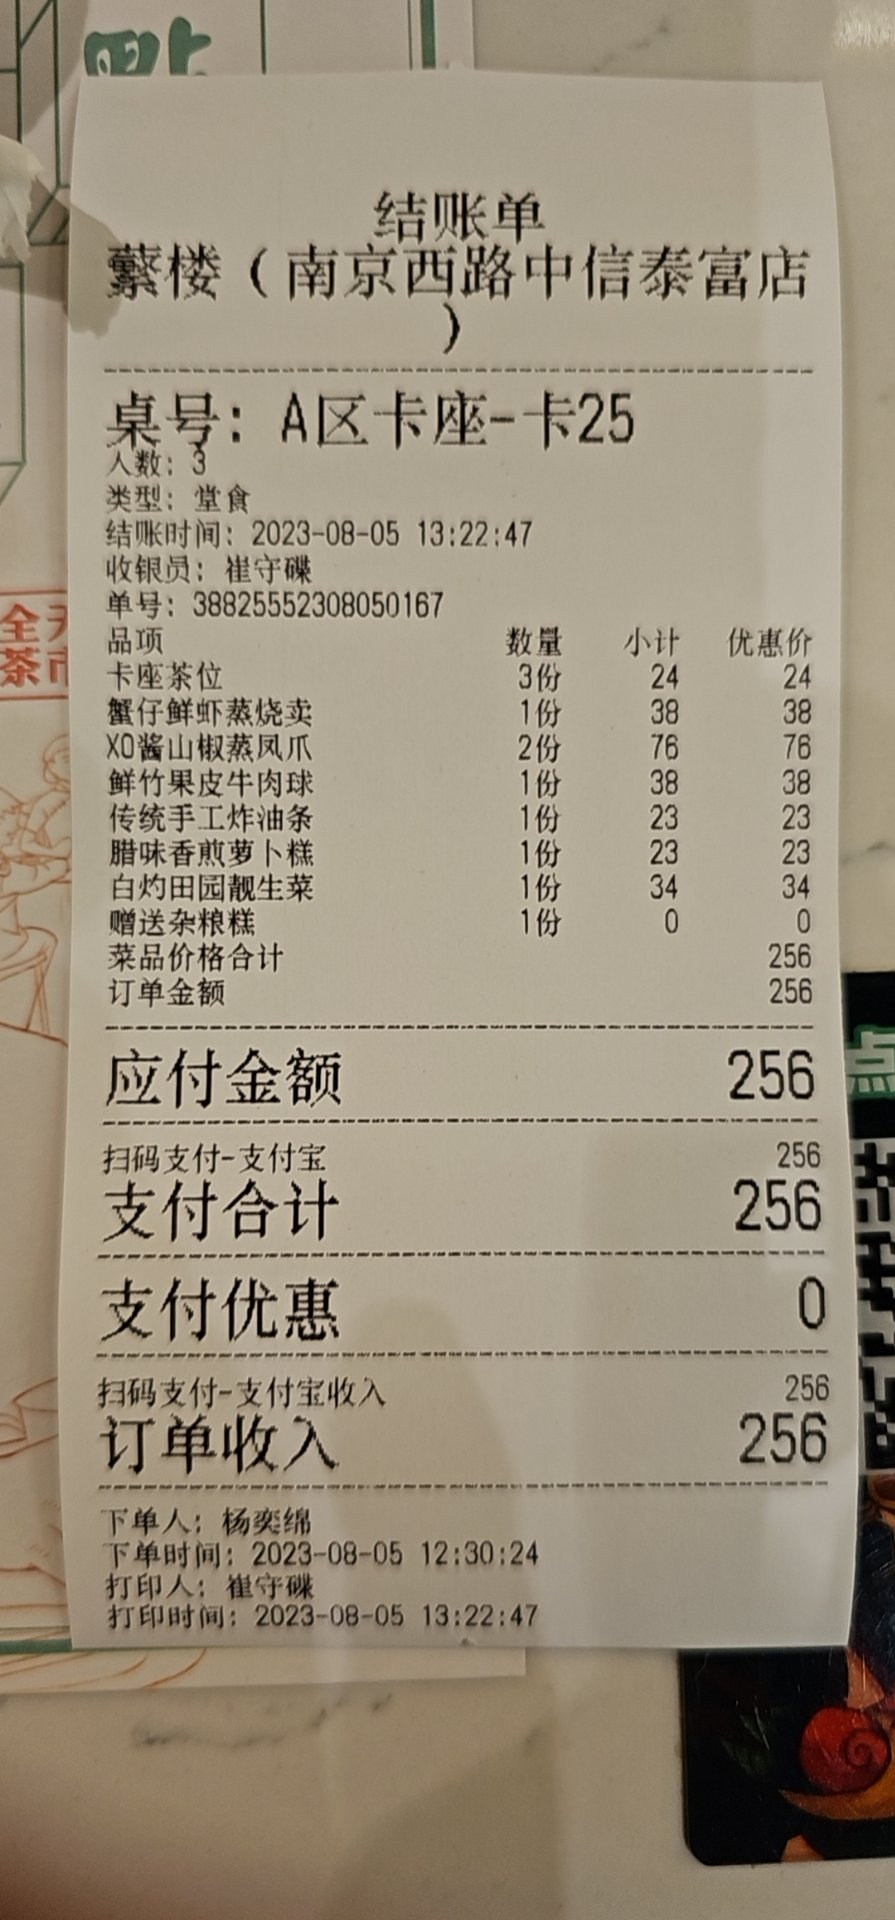 點
结账单
蘩楼（南京西路中信泰富店
）
桌号: A区卡座-卡25
人数: 3
类型: 堂食
结账时间: 2023-08-05 13:22:47
收银员: 崔守碟
单号: 38825552308050167
品项 数量 小计 优惠价
卡座茶位 3份 24 24
蟹仔鲜虾蒸烧卖 1份 38 38
XO酱山椒蒸凤爪 2份 76 76
鲜竹果皮牛肉球 1份 38 38
传统手工炸油条 1份 23 23
腊味香煎萝卜糕 1份 23 23
白灼田园靓生菜 1份 34 34
赠送杂粮糕 1份 0 0
菜品价格合计 256
订单金额 256
应付金额 256
扫码支付-支付宝 256
支付合计 256
支付优惠 0
扫码支付-支付宝收入 256
订单收入 256
下单人: 杨奕绵
下单时间: 2023-08-05 12:30:24
打印人: 崔守碟
打印时间: 2023-08-05 13:22:47
全天
茶市
点